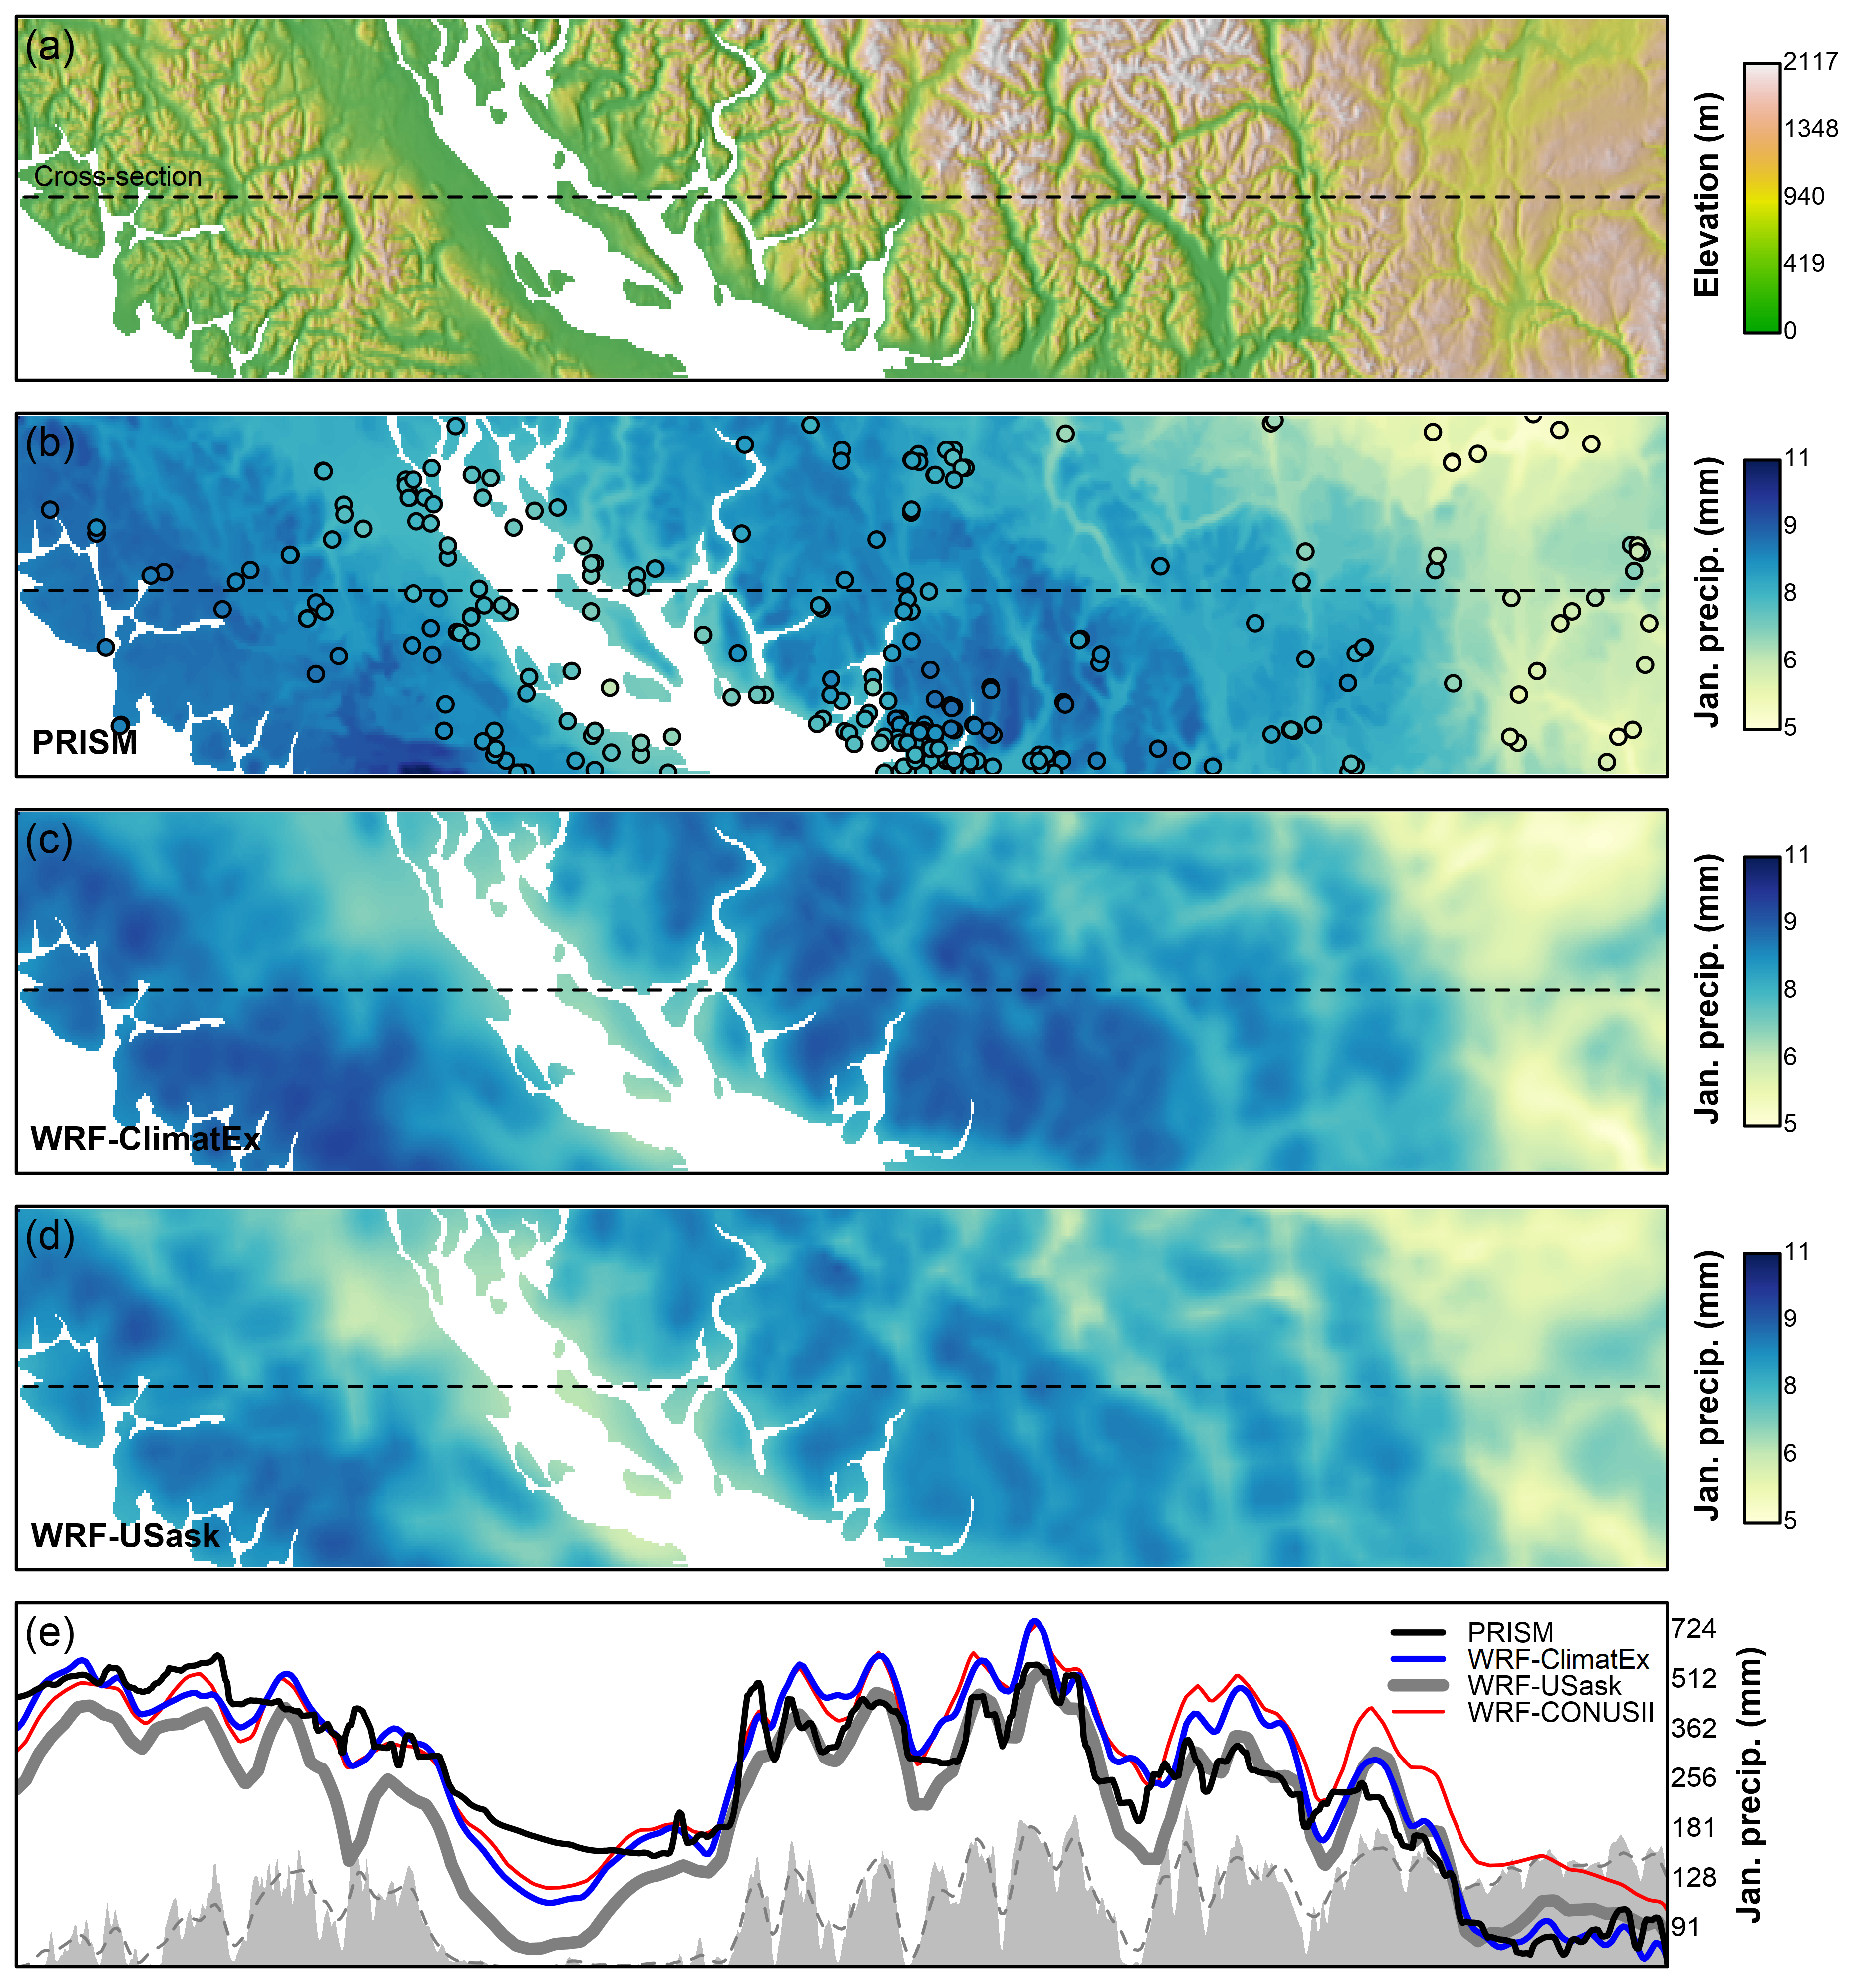 (a)
Cross-section
2117
1348
940
419
0
Elevation (m)
(b)
PRISM
11
9
8
6
5
Jan. precip. (mm)
(c)
WRF-ClimatEx
11
9
8
6
5
Jan. precip. (mm)
(d)
WRF-USask
11
9
8
6
5
Jan. precip. (mm)
(e)
PRISM
WRF-ClimatEx
WRF-USask
WRF-CONUSII
724
512
362
256
181
128
91
Jan. precip. (mm)